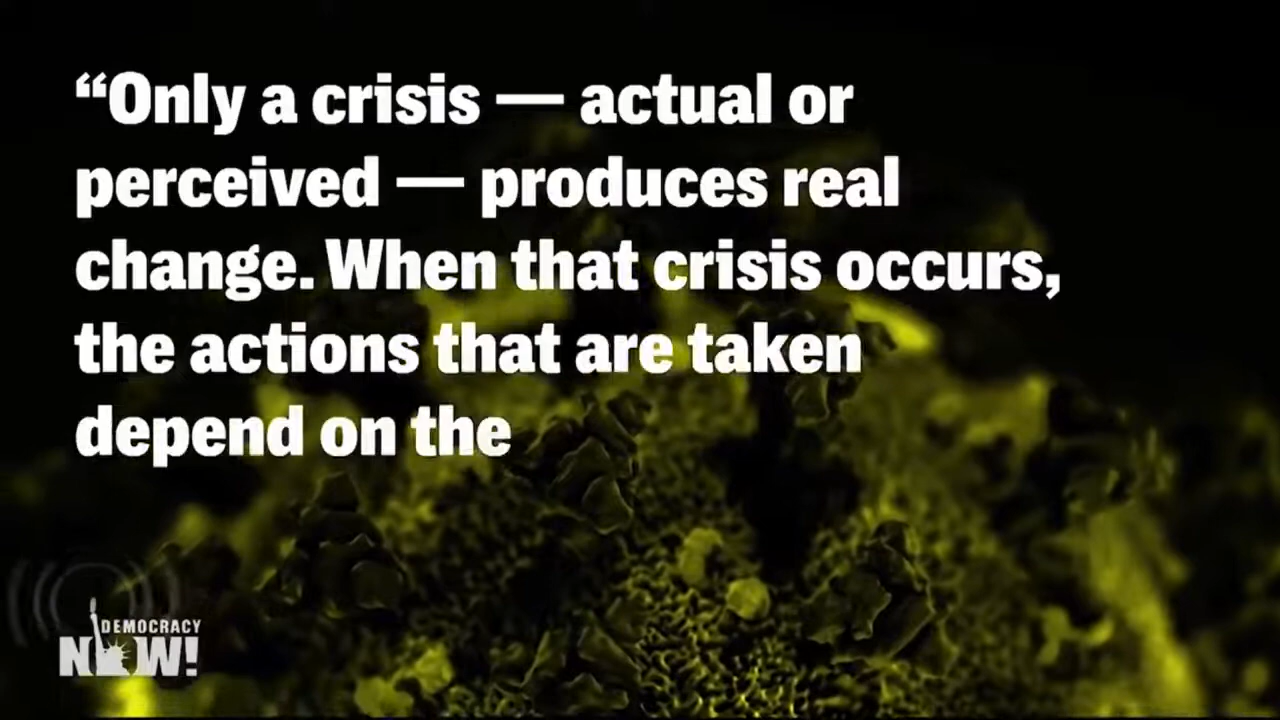 “Only a crisis — actual or
perceived — produces real
change. When that crisis occurs,
the actions that are taken
depend on the
DEMOCRACY
NOW!